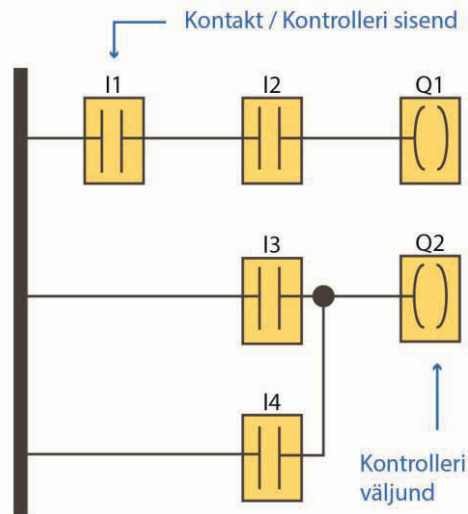 Kontakt / Kontrolleri sisend
I1
I2
Q1
I3
Q2
I4
Kontrolleri
väljund